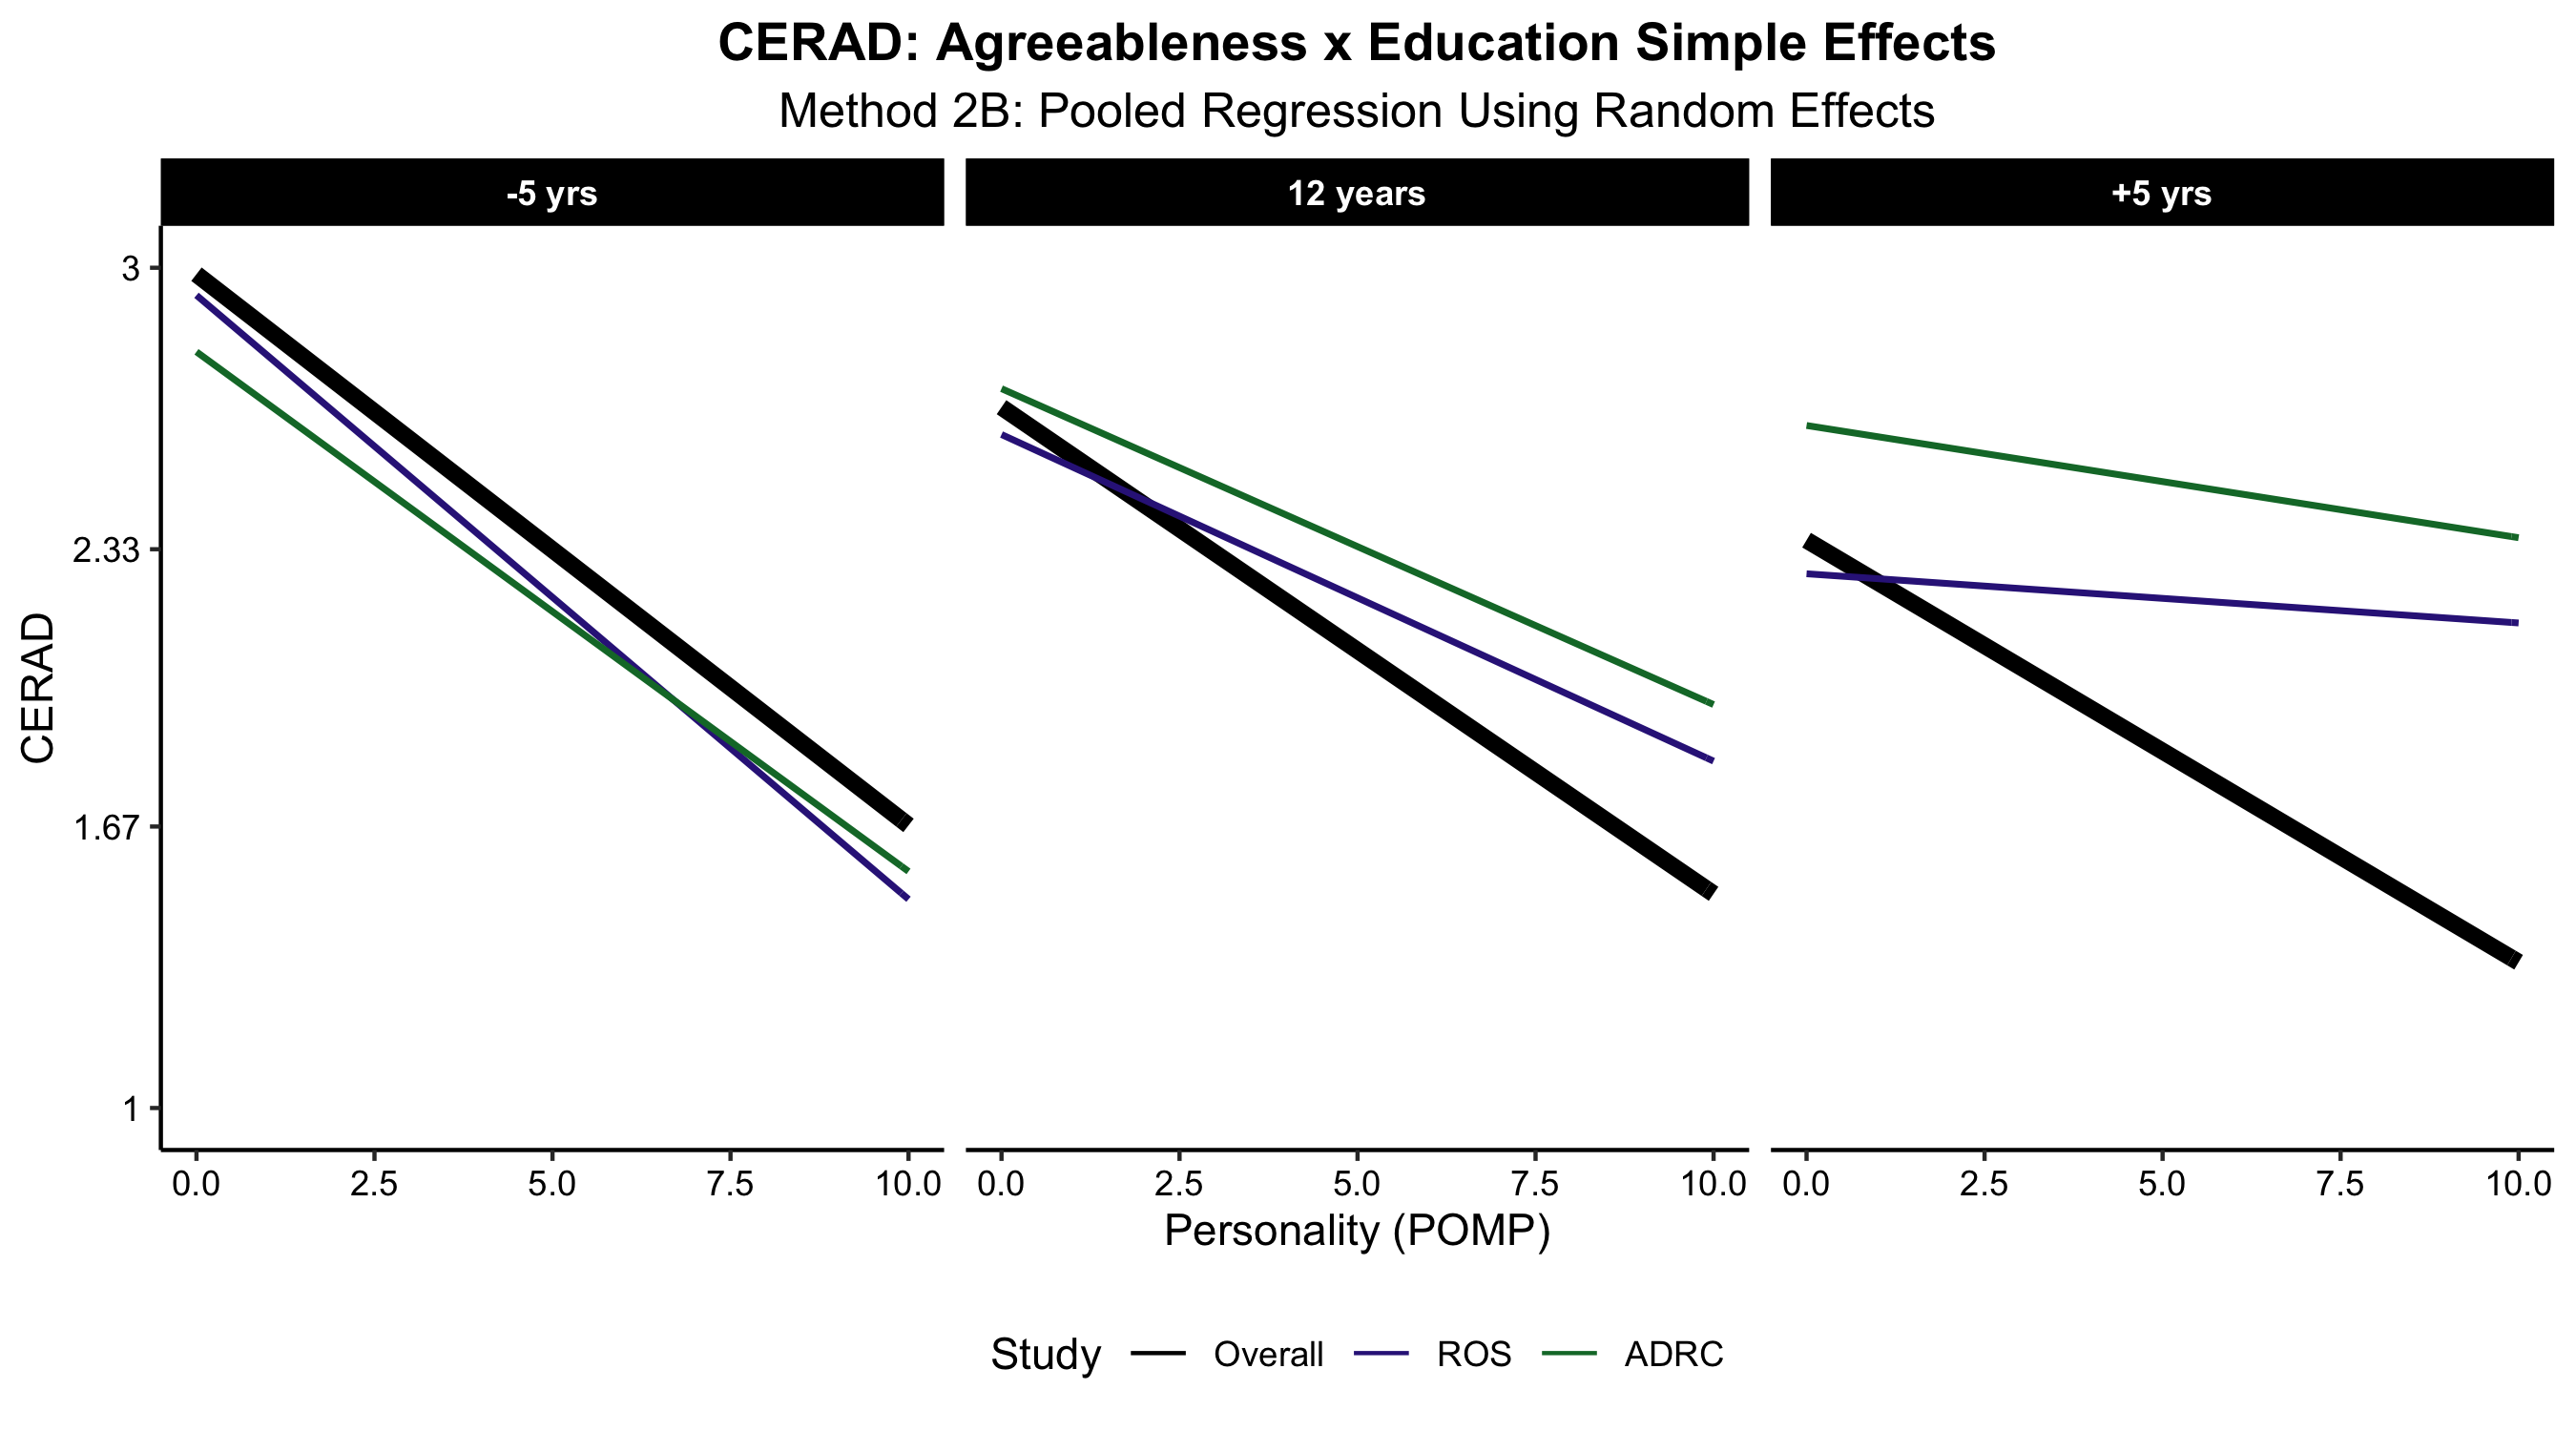 CERAD: Agreeableness x Education Simple Effects
Method 2B: Pooled Regression Using Random Effects
-5 yrs 12 years +5 yrs
3
2.33
1.67
1
CERAD
0.0 2.5 5.0 7.5 10.0 0.0 2.5 5.0 7.5 10.0 0.0 2.5 5.0 7.5 10.0
Personality (POMP)
Study Overall ROS ADRC